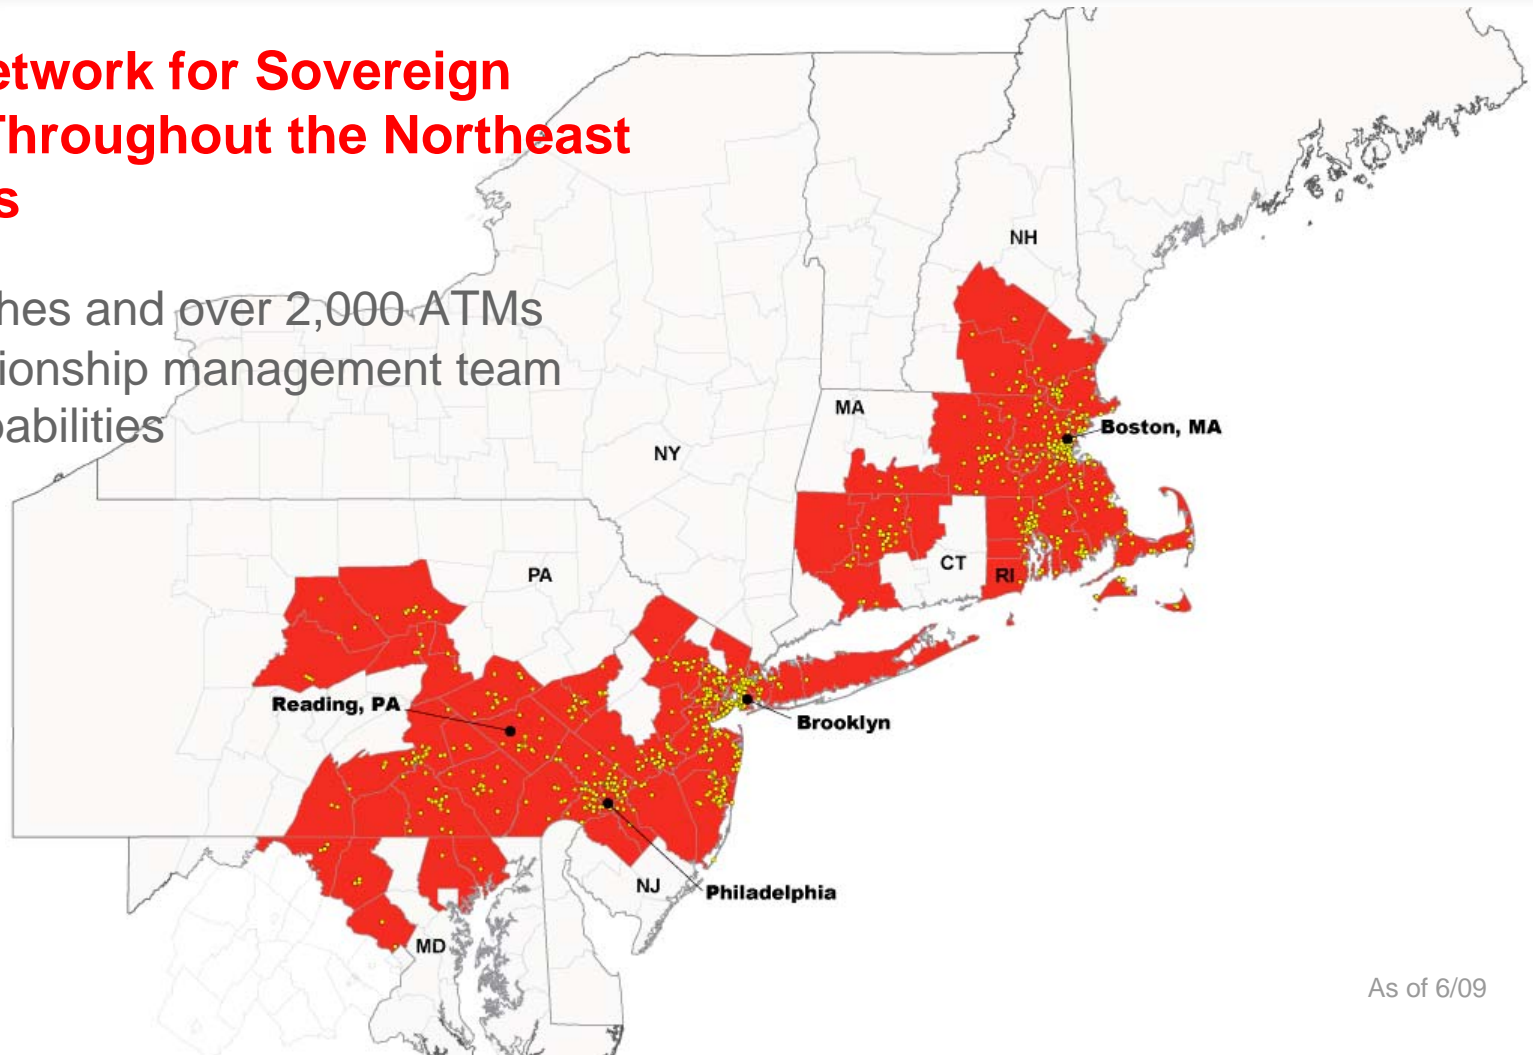 etwork for Sovereign
Throughout the Northeast
s
hes and over 2,000 ATMs
ionship management team
abilities
NH
MA
Boston, MA
NY
CT
RI
PA
Reading, PA
Brooklyn
NJ
Philadelphia
MD
As of 6/09